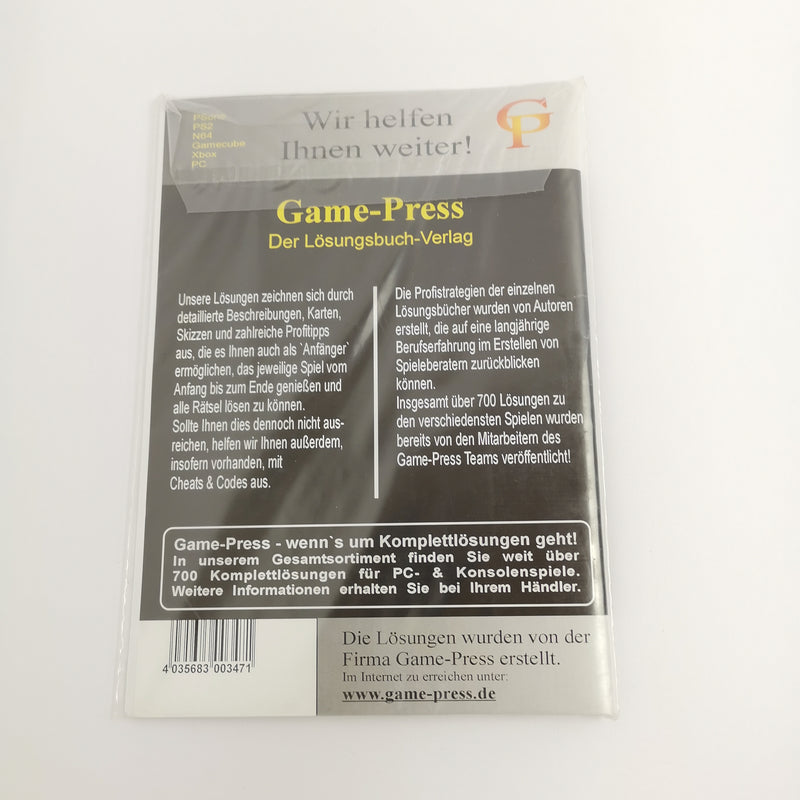 PSone
PS2
N64
Gamecube
Xbox
PC
Wir helfen
Ihnen weiter!
GP
Game-Press
Der Lösungsbuch-Verlag
Unsere Lösungen zeichnen sich durch
detaillierte Beschreibungen, Karten,
Skizzen und zahlreiche Profitipps
aus, die es Ihnen auch als `Anfänger`
ermöglichen, das jeweilige Spiel vom
Anfang bis zum Ende genießen und
alle Rätsel lösen zu können.
Sollte Ihnen dies dennoch nicht aus-
reichen, helfen wir Ihnen außerdem,
insofern vorhanden, mit
Cheats & Codes aus.
Die Profistrategien der einzelnen
Lösungsbücher wurden von Autoren
erstellt, die auf eine langjährige
Berufserfahrung im Erstellen von
Spieleberatern zurückblicken
können.
Insgesamt über 700 Lösungen zu
den verschiedensten Spielen wurden
bereits von den Mitarbeitern des
Game-Press Teams veröffentlicht!
Game-Press - wenn`s um Komplettlösungen geht!
In unserem Gesamtsortiment finden Sie weit über
700 Komplettlösungen für PC- & Konsolenspiele.
Weitere Informationen erhalten Sie bei Ihrem Händler.
4 035683 003471
Die Lösungen wurden von der
Firma Game-Press erstellt.
Im Internet zu erreichen unter:
www.game-press.de